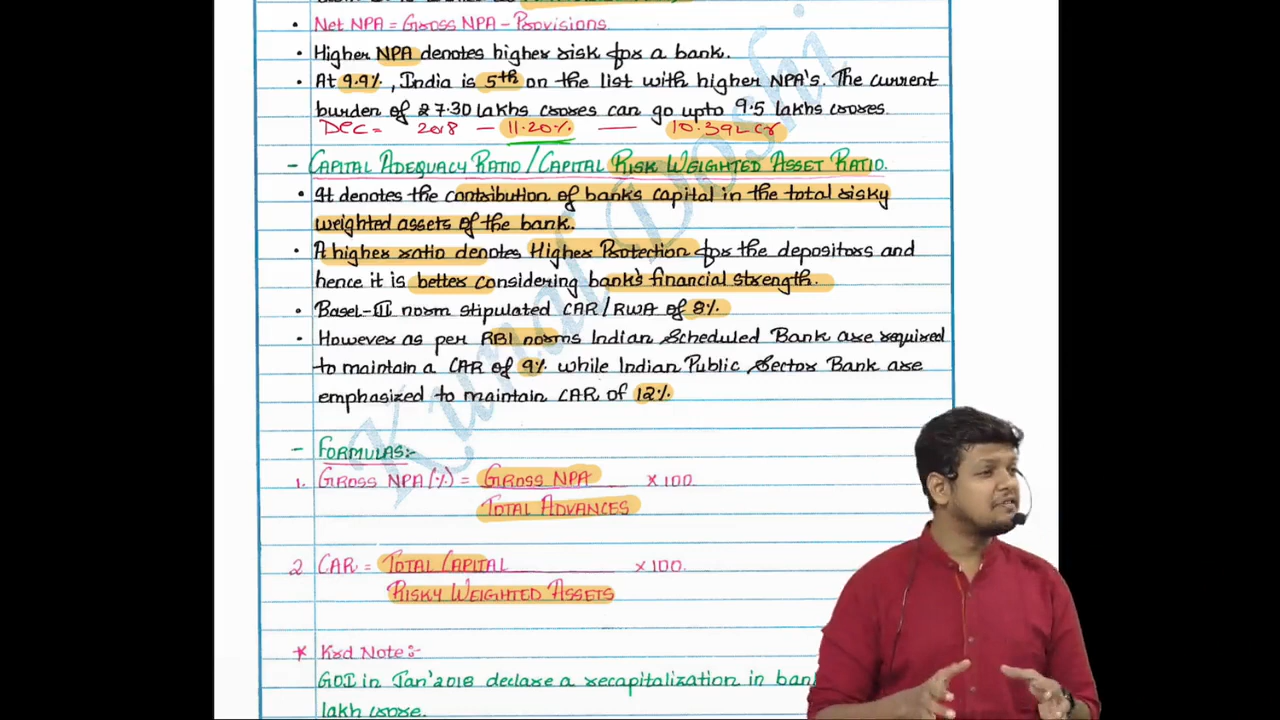 • Net NPA = Gross NPA – Provisions.
• Higher NPA denotes higher risk for a bank.
• At 9.9%, India is 5th on the list with higher NPA's. The current
burden of ₹7.30 lakhs crores can go upto 9.5 lakhs crores.
Dec = 2018 – 11.20% — 10.39L Cr
– CAPITAL ADEQUACY RATIO / CAPITAL RISK WEIGHTED ASSET RATIO.
• It denotes the contribution of banks capital in the total risky
weighted assets of the bank.
• A higher ratio denotes Higher Protection for the depositors and
hence it is better considering bank's financial strength.
• Basel-III norm stipulated CAR/RWA of 8%.
• However as per RBI norms Indian Scheduled Bank are required
to maintain a CAR of 9% while Indian Public Sector Bank are
emphasized to maintain CAR of 12%.
– FORMULAS:-
1. GROSS NPA (%) = GROSS NPA × 100
TOTAL ADVANCES
2 CAR = TOTAL CAPITAL × 100.
RISKY WEIGHTED ASSETS
* Krd Note:-
GOI in Jan'2018 declare a recapitalization in
lakh crore.
Kunal Doshi